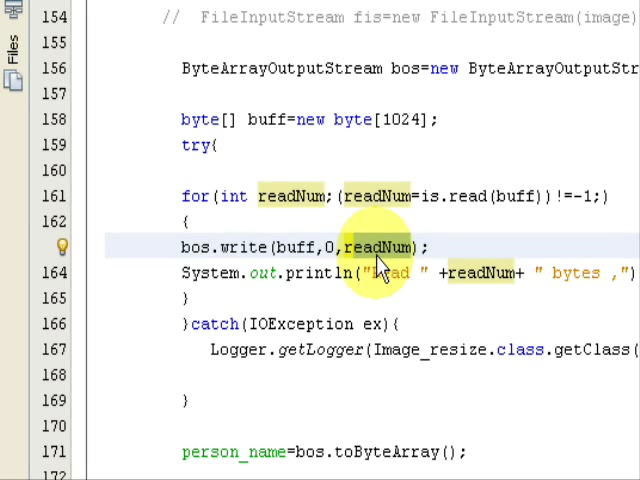 Files
154 // FileInputStream fis=new FileInputStream(image)
155
156 ByteArrayOutputStream bos=new ByteArrayOutputStr
157
158 byte[] buff=new byte[1024];
159 try{
160
161 for(int readNum;(readNum=is.read(buff))!=-1;)
162 {
bos.write(buff,0,readNum);
164 System.out.println("Read " +readNum+ " bytes ,")
165 }
166 }catch(IOException ex){
167 Logger.getLogger(Image_resize.class.getClass(
168
169 }
170
171 person_name=bos.toByteArray();
172